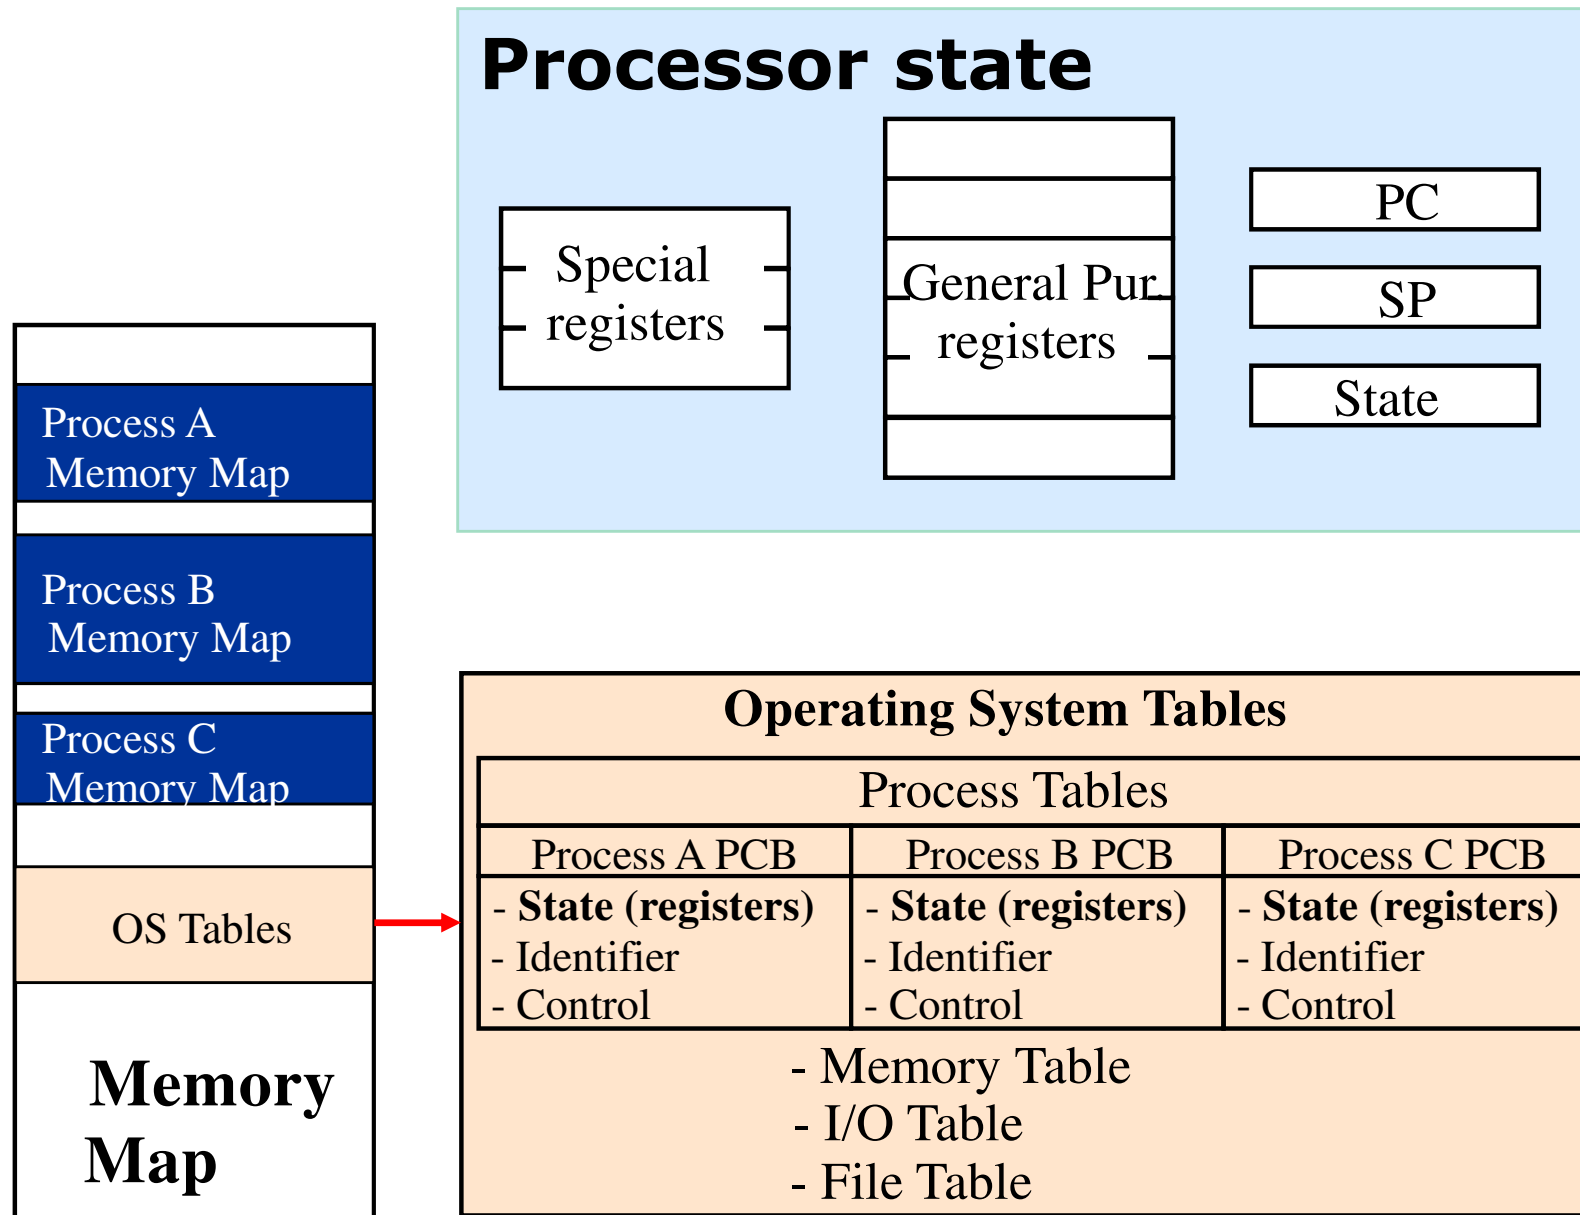 Processor state
Special
registers
General Pur.
registers
PC
SP
State
Process A
Memory Map
Process B
Memory Map
Process C
Memory Map
OS Tables
Memory
Map
Operating System Tables
Process Tables
Process A PCB
- State (registers)
- Identifier
- Control
Process B PCB
- State (registers)
- Identifier
- Control
Process C PCB
- State (registers)
- Identifier
- Control
- Memory Table
- I/O Table
- File Table